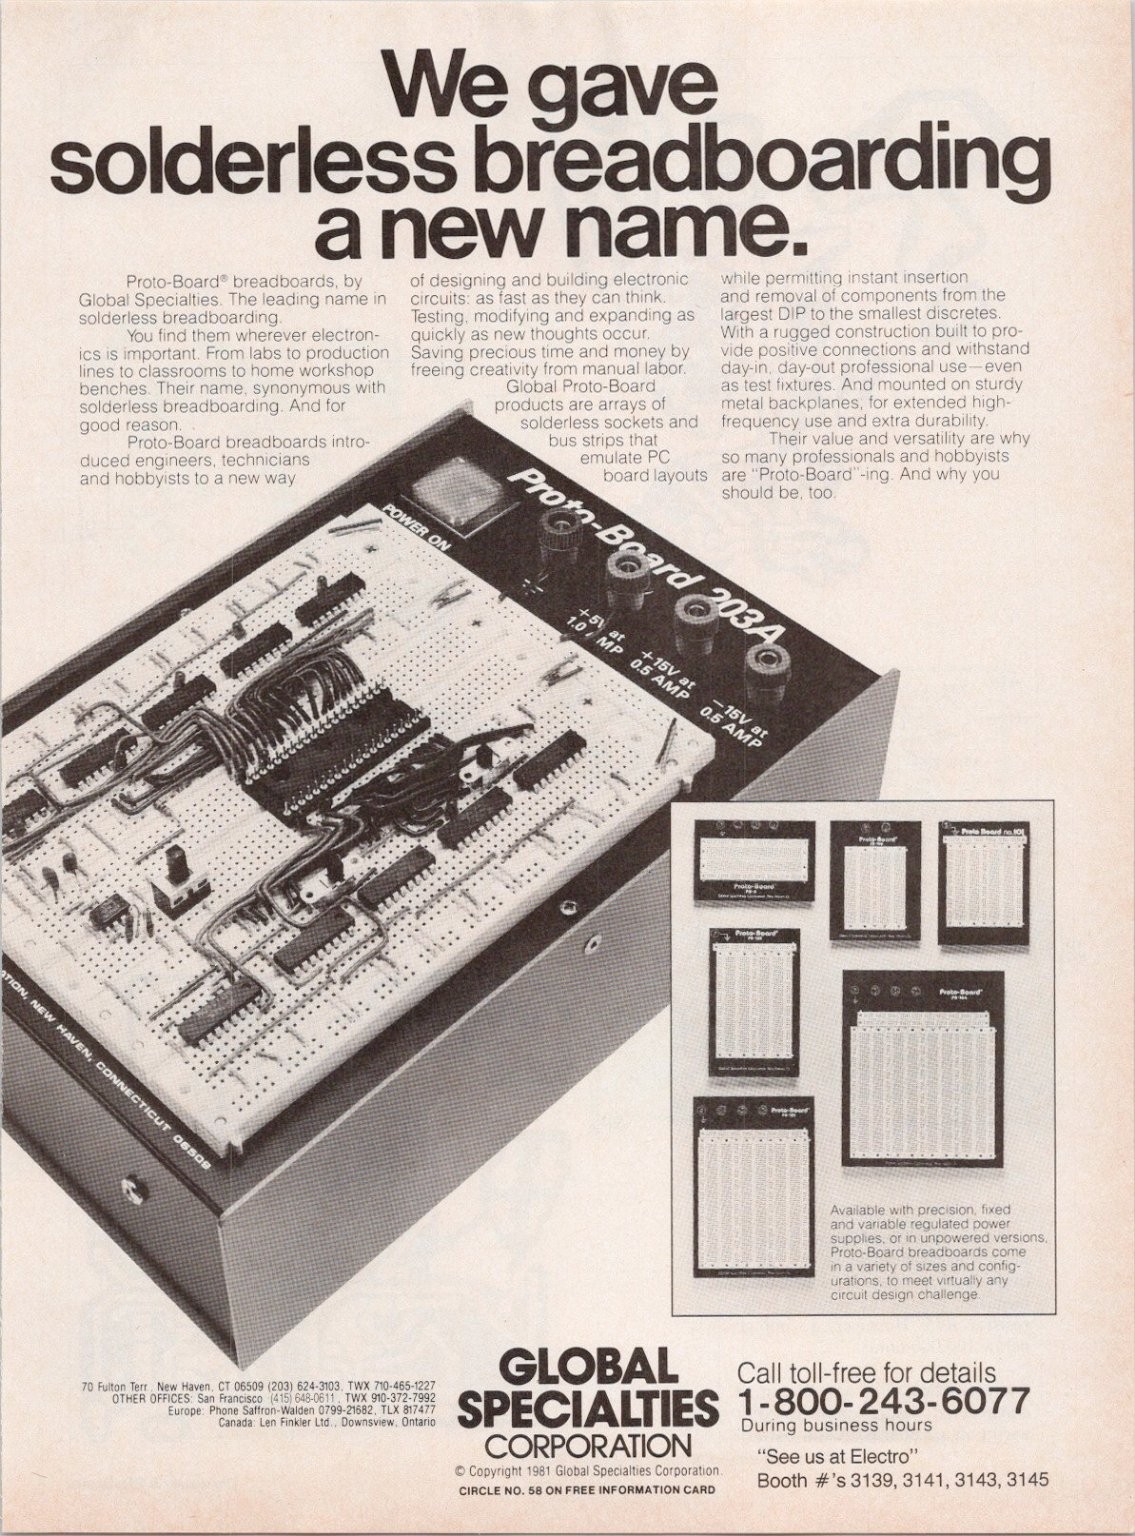 We gave
solderless breadboarding
a new name.
Proto-Board® breadboards, by
Global Specialties. The leading name in
solderless breadboarding.
You find them wherever electron-
ics is important. From labs to production
lines to classrooms to home workshop
benches. Their name, synonymous with
solderless breadboarding. And for
good reason.
Proto-Board breadboards intro-
duced engineers, technicians
and hobbyists to a new way
of designing and building electronic
circuits: as fast as they can think.
Testing, modifying and expanding as
quickly as new thoughts occur.
Saving precious time and money by
freeing creativity from manual labor.
Global Proto-Board
products are arrays of
solderless sockets and
bus strips that
emulate PC
board layouts
while permitting instant insertion
and removal of components from the
largest DIP to the smallest discretes.
With a rugged construction built to pro-
vide positive connections and withstand
day-in, day-out professional use—even
as test fixtures. And mounted on sturdy
metal backplanes, for extended high-
frequency use and extra durability.
Their value and versatility are why
so many professionals and hobbyists
are "Proto-Board"-ing. And why you
should be, too.
POWER ON
Proto-Board 203A
+5V at
1.0 AMP
+15V at
0.5 AMP
-15V at
0.5 AMP
ATION, NEW HAVEN, CONNECTICUT 06509
Proto-Board®
Proto-Board®
Proto Board no.101
Proto-Board®
Proto-Board®
Proto-Board®
Available with precision, fixed
and variable regulated power
supplies, or in unpowered versions,
Proto-Board breadboards come
in a variety of sizes and config-
urations, to meet virtually any
circuit design challenge.
70 Fulton Terr., New Haven, CT 06509 (203) 624-3103, TWX 710-465-1227
OTHER OFFICES: San Francisco (415) 648-0611, TWX 910-372-7992
Europe: Phone Saffron-Walden 0799-21682, TLX 817477
Canada: Len Finkler Ltd., Downsview, Ontario
GLOBAL
SPECIALTIES
CORPORATION
© Copyright 1981 Global Specialties Corporation.
CIRCLE NO. 58 ON FREE INFORMATION CARD
Call toll-free for details
1-800-243-6077
During business hours
"See us at Electro"
Booth #'s 3139, 3141, 3143, 3145